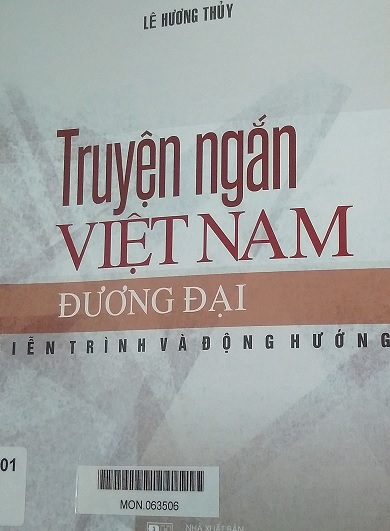 LÊ HƯƠNG THỦY
Truyện ngắn
VIỆT NAM
ĐƯƠNG ĐẠI
IỄN TRÌNH VÀ ĐỘNG HƯỚNG
01
MON.063506
NHÀ XUẤT BẢN